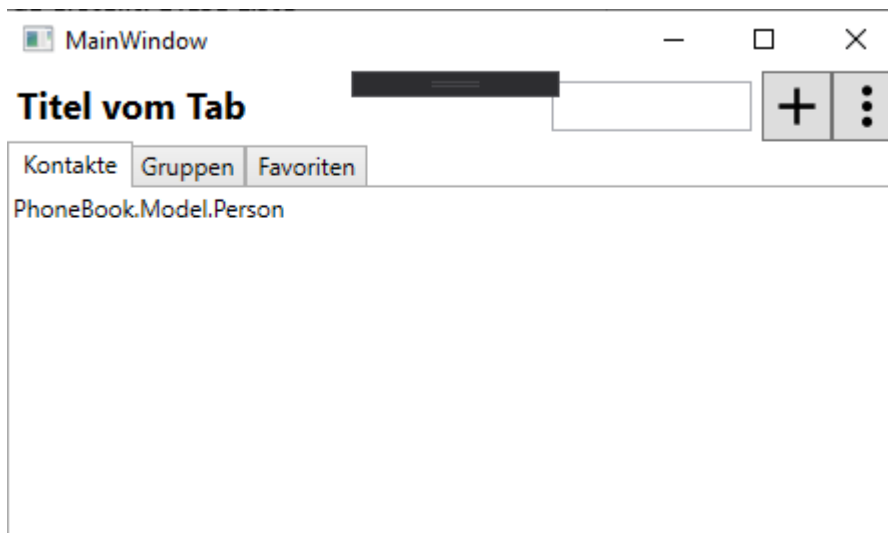 MainWindow
Titel vom Tab
Kontakte Gruppen Favoriten
PhoneBook.Model.Person